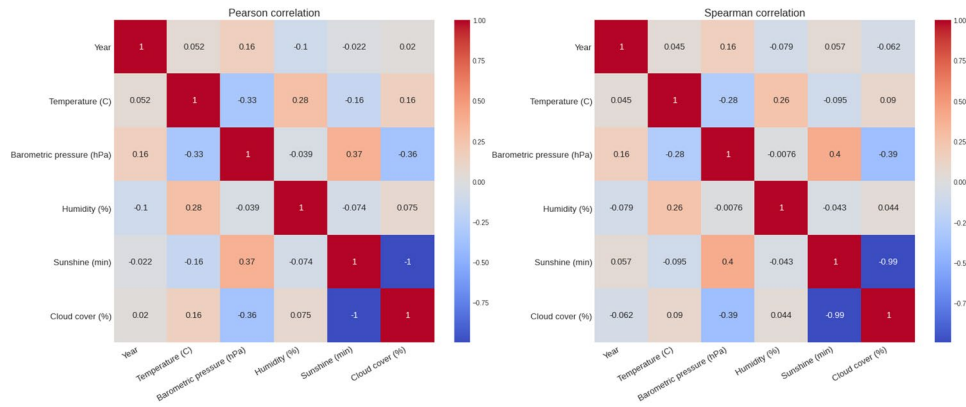 Pearson correlation
Year 1 0.052 0.16 -0.1 -0.022 0.02
Temperature (C) 0.052 1 -0.33 0.28 -0.16 0.16
Barometric pressure (hPa) 0.16 -0.33 1 -0.039 0.37 -0.36
Humidity (%) -0.1 0.28 -0.039 1 -0.074 0.075
Sunshine (min) -0.022 -0.16 0.37 -0.074 1 -1
Cloud cover (%) 0.02 0.16 -0.36 0.075 -1 1
Year
Temperature (C)
Barometric pressure (hPa)
Humidity (%)
Sunshine (min)
Cloud cover (%)
1.00
0.75
0.50
0.25
0.00
-0.25
-0.50
-0.75
Spearman correlation
Year 1 0.045 0.16 -0.079 0.057 -0.062
Temperature (C) 0.045 1 -0.28 0.26 -0.095 0.09
Barometric pressure (hPa) 0.16 -0.28 1 -0.0076 0.4 -0.39
Humidity (%) -0.079 0.26 -0.0076 1 -0.043 0.044
Sunshine (min) 0.057 -0.095 0.4 -0.043 1 -0.99
Cloud cover (%) -0.062 0.09 -0.39 0.044 -0.99 1
Year
Temperature (C)
Barometric pressure (hPa)
Humidity (%)
Sunshine (min)
Cloud cover (%)
1.00
0.75
0.50
0.25
0.00
-0.25
-0.50
-0.75